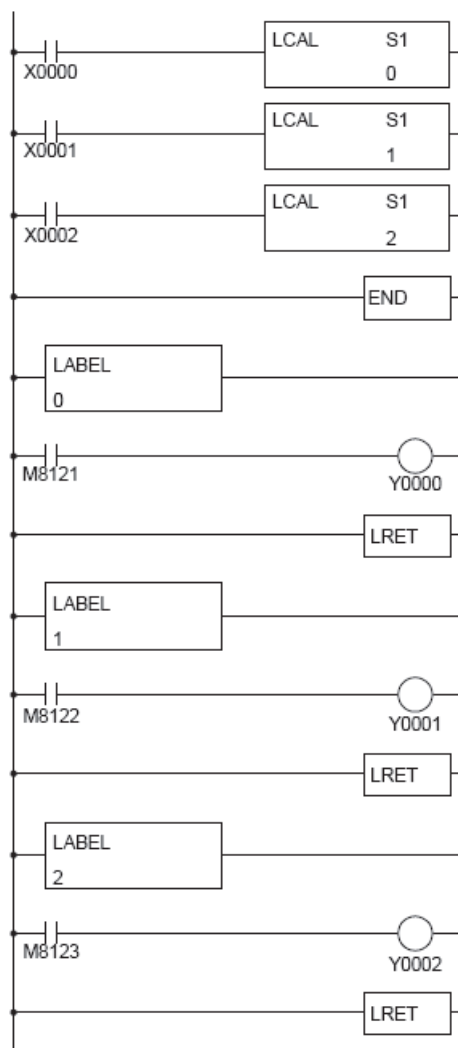 LCAL S1
X0000 0
LCAL S1
X0001 1
LCAL S1
X0002 2
END
LABEL
0
M8121 Y0000
LRET
LABEL
1
M8122 Y0001
LRET
LABEL
2
M8123 Y0002
LRET